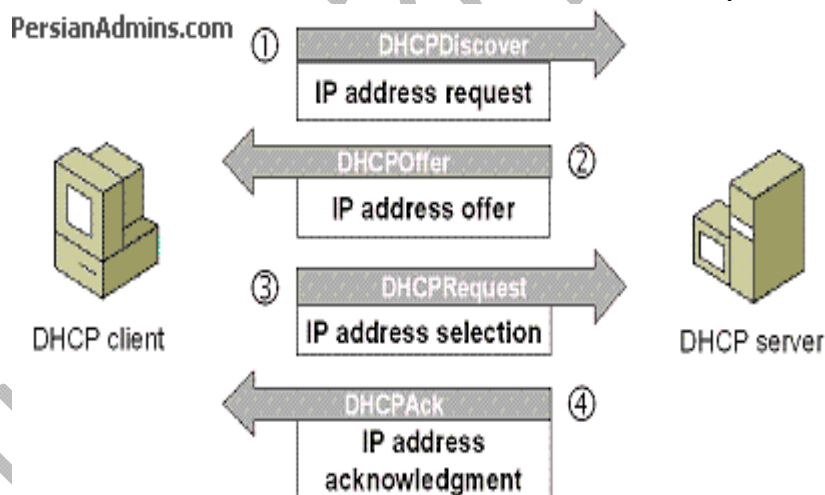 PersianAdmins.com
① DHCPDiscover
IP address request
DHCPOffer ②
IP address offer
③ DHCPRequest
IP address selection
DHCP client
DHCP server
DHCPAck ④
IP address
acknowledgment